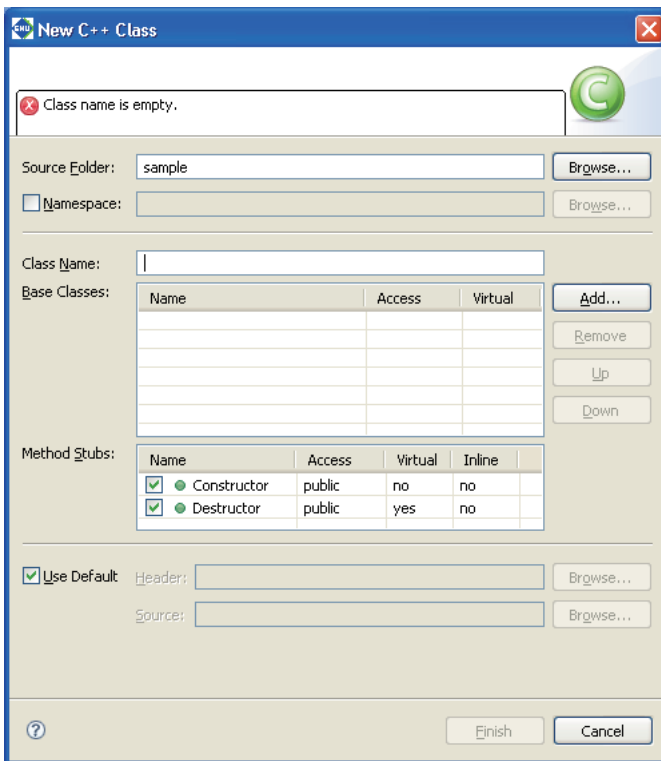 GNU New C++ Class
C
Class name is empty.
Source Folder: sample Browse...
Namespace: Browse...
Class Name:
Base Classes: Name Access Virtual Add...
Remove
Up
Down
Method Stubs: Name Access Virtual Inline
Constructor public no no
Destructor public yes no
Use Default Header: Browse...
Source: Browse...
? Finish Cancel